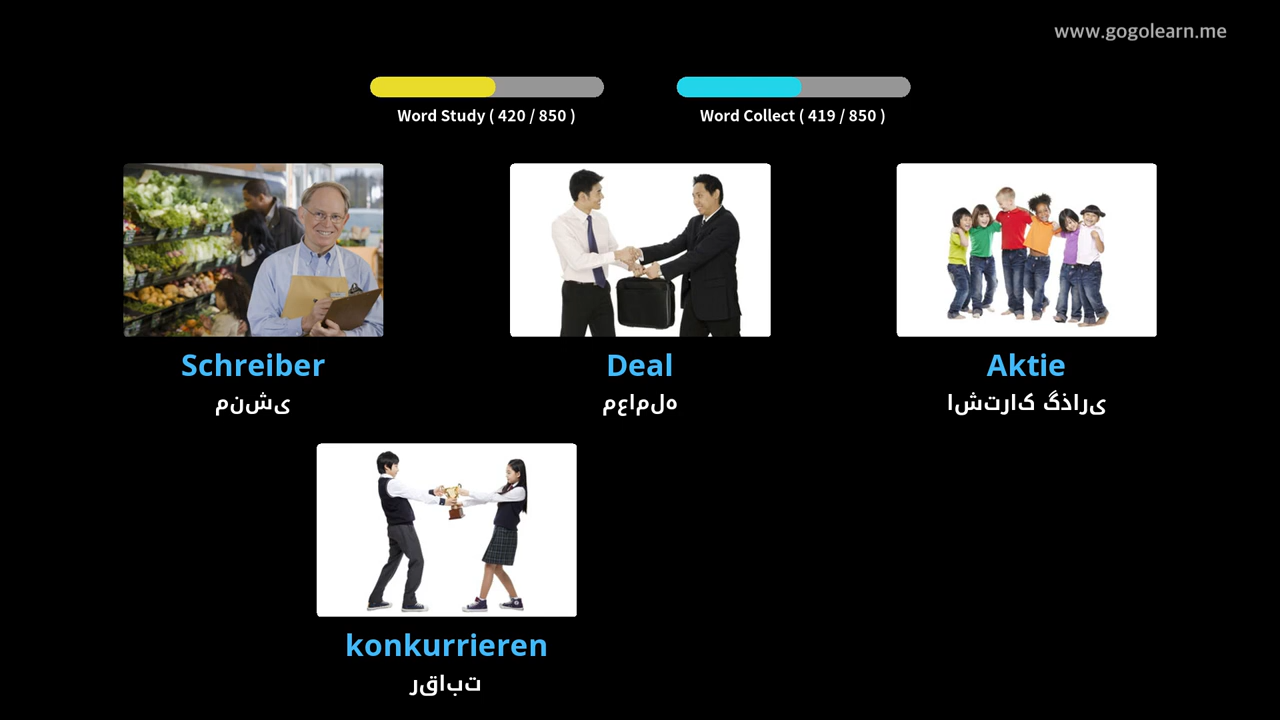 www.gogolearn.me
Word Study ( 420 / 850 )
Word Collect ( 419 / 850 )
Schreiber
منشی
Deal
معامله
Aktie
اشتراک گذاری
konkurrieren
رقابت